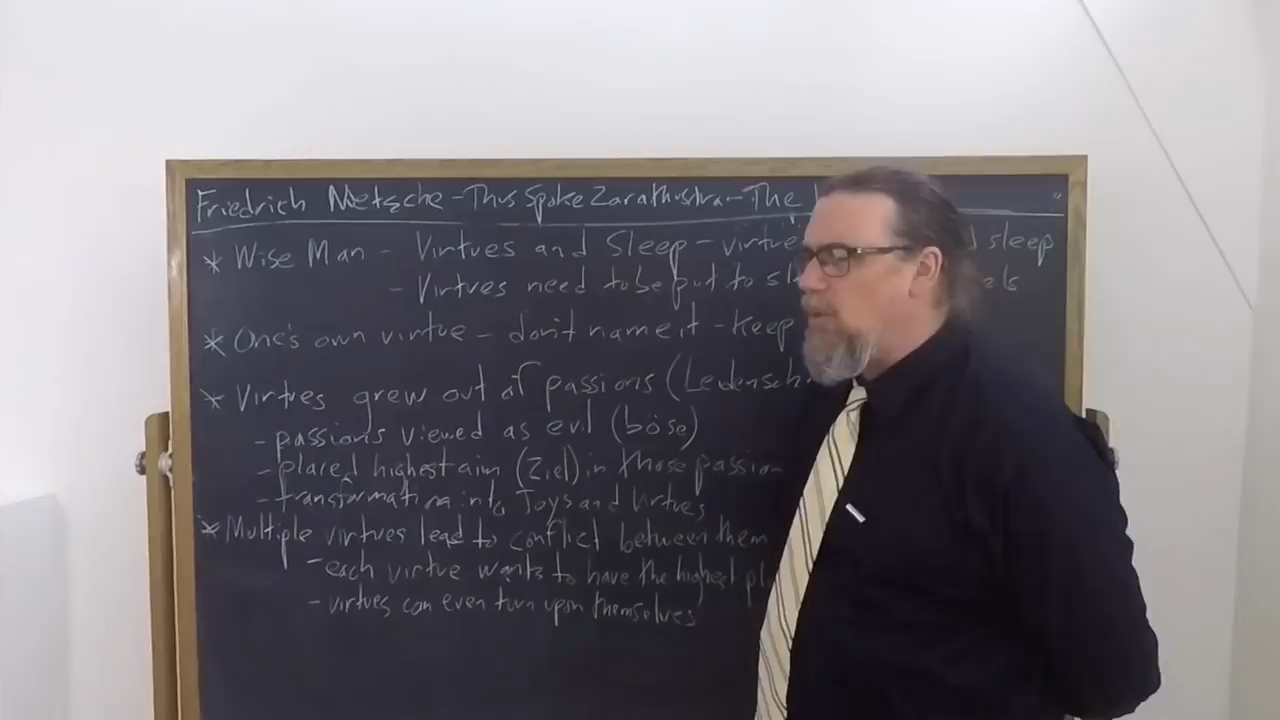 Friedrich Nietzsche - Thus Spoke Zarathustra - The "
* Wise Man - Virtues and Sleep - virtue sleep
- Virtues need to be put to
* One's own virtue - don't name it - Keep
* Virtues grew out of passions (Leidensch
- passions viewed as evil (böse)
- placed highest aim (Ziel) in those passion
- transformation into Joys and Virtues
* Multiple virtues lead to conflict between them
- each virtue wants to have the highest pl
- virtues can even turn upon themselves